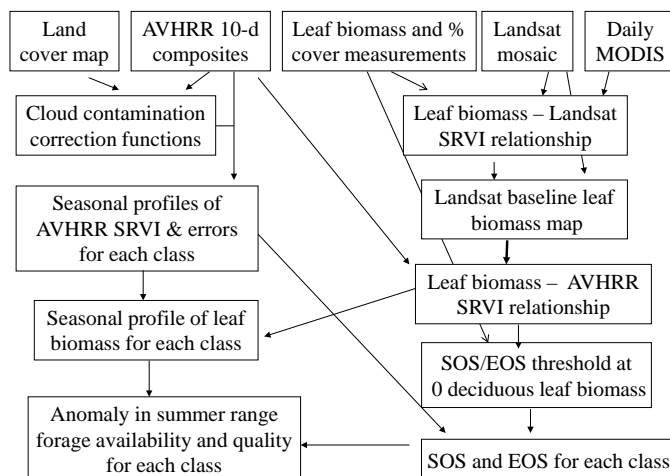 Land
cover map
AVHRR 10-d
composites
Leaf biomass and %
cover measurements
Landsat
mosaic
Daily
MODIS
Cloud contamination
correction functions
Leaf biomass – Landsat
SRVI relationship
Seasonal profiles of
AVHRR SRVI & errors
for each class
Landsat baseline leaf
biomass map
Leaf biomass – AVHRR
SRVI relationship
Seasonal profile of leaf
biomass for each class
SOS/EOS threshold at
0 deciduous leaf biomass
Anomaly in summer range
forage availability and quality
for each class
SOS and EOS for each class